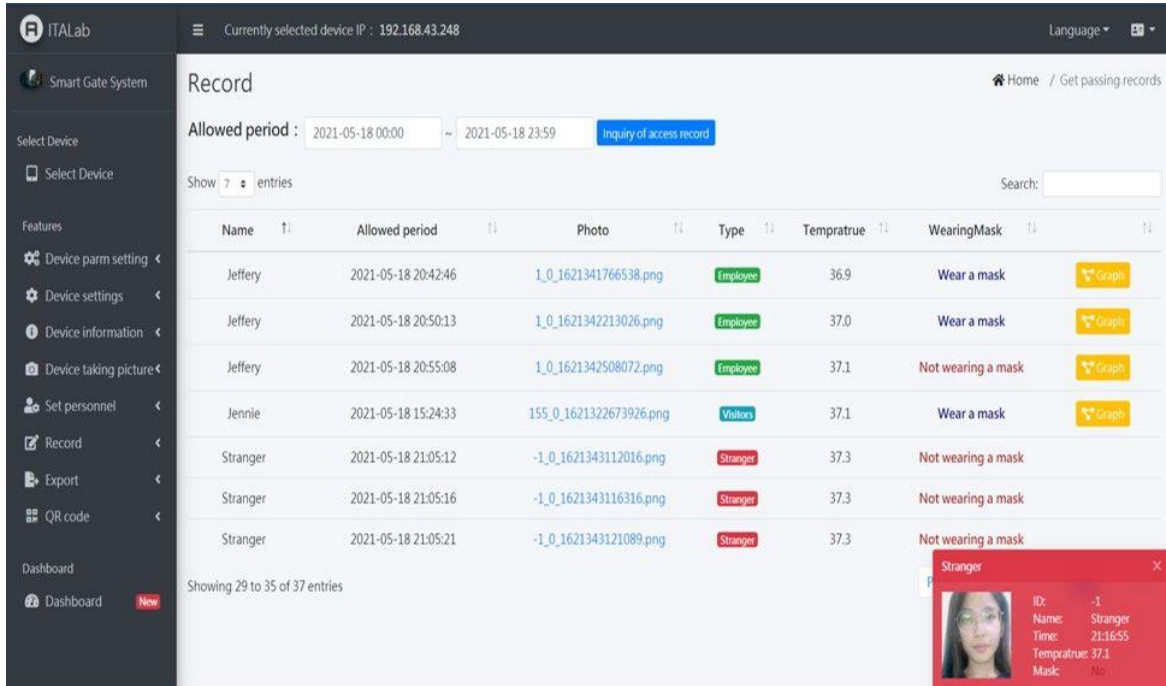 ITALab
Currently selected device IP : 192.168.43.248
Language
Smart Gate System
Select Device
Select Device
Features
Device parm setting
Device settings
Device information
Device taking picture
Set personnel
Record
Export
QR code
Dashboard
Dashboard New
Record
Home / Get passing records
Allowed period : 2021-05-18 00:00 ~ 2021-05-18 23:59 Inquiry of access record
Show 7 entries
Search:
Name Allowed period Photo Type Tempratrue WearingMask
Jeffery 2021-05-18 20:42:46 1_0_1621341766538.png Employee 36.9 Wear a mask Graph
Jeffery 2021-05-18 20:50:13 1_0_1621342213026.png Employee 37.0 Wear a mask Graph
Jeffery 2021-05-18 20:55:08 1_0_1621342508072.png Employee 37.1 Not wearing a mask Graph
Jennie 2021-05-18 15:24:33 155_0_1621322673926.png Visitors 37.1 Wear a mask Graph
Stranger 2021-05-18 21:05:12 -1_0_1621343112016.png Stranger 37.3 Not wearing a mask
Stranger 2021-05-18 21:05:16 -1_0_1621343116316.png Stranger 37.3 Not wearing a mask
Stranger 2021-05-18 21:05:21 -1_0_1621343121089.png Stranger 37.3 Not wearing a mask
Showing 29 to 35 of 37 entries
Stranger X
ID: -1
Name: Stranger
Time: 21:16:55
Tempratrue: 37.1
Mask: No